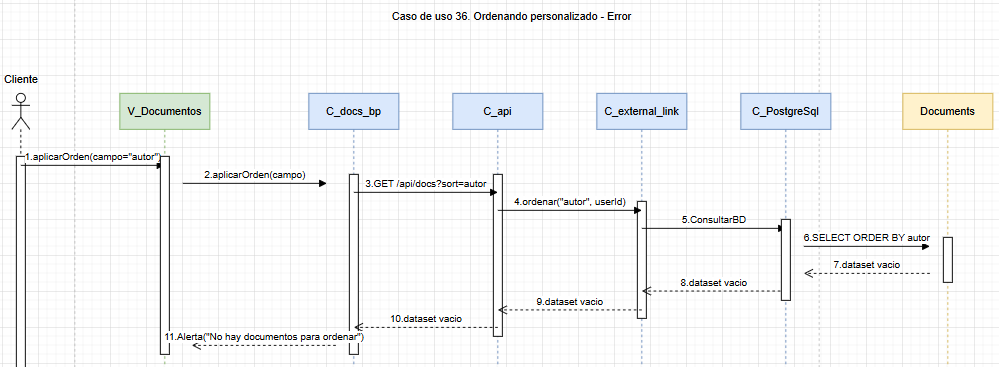 Caso de uso 36. Ordenando personalizado - Error
Cliente
V_Documentos
C_docs_bp
C_api
C_external_link
C_PostgreSql
Documents
1.aplicarOrden(campo="autor")
2.aplicarOrden(campo)
3.GET /api/docs?sort=autor
4.ordenar("autor", userId)
5.ConsultarBD
6.SELECT ORDER BY autor
7.dataset vacio
8.dataset vacio
9.dataset vacio
10.dataset vacio
11.Alerta("No hay documentos para ordenar")